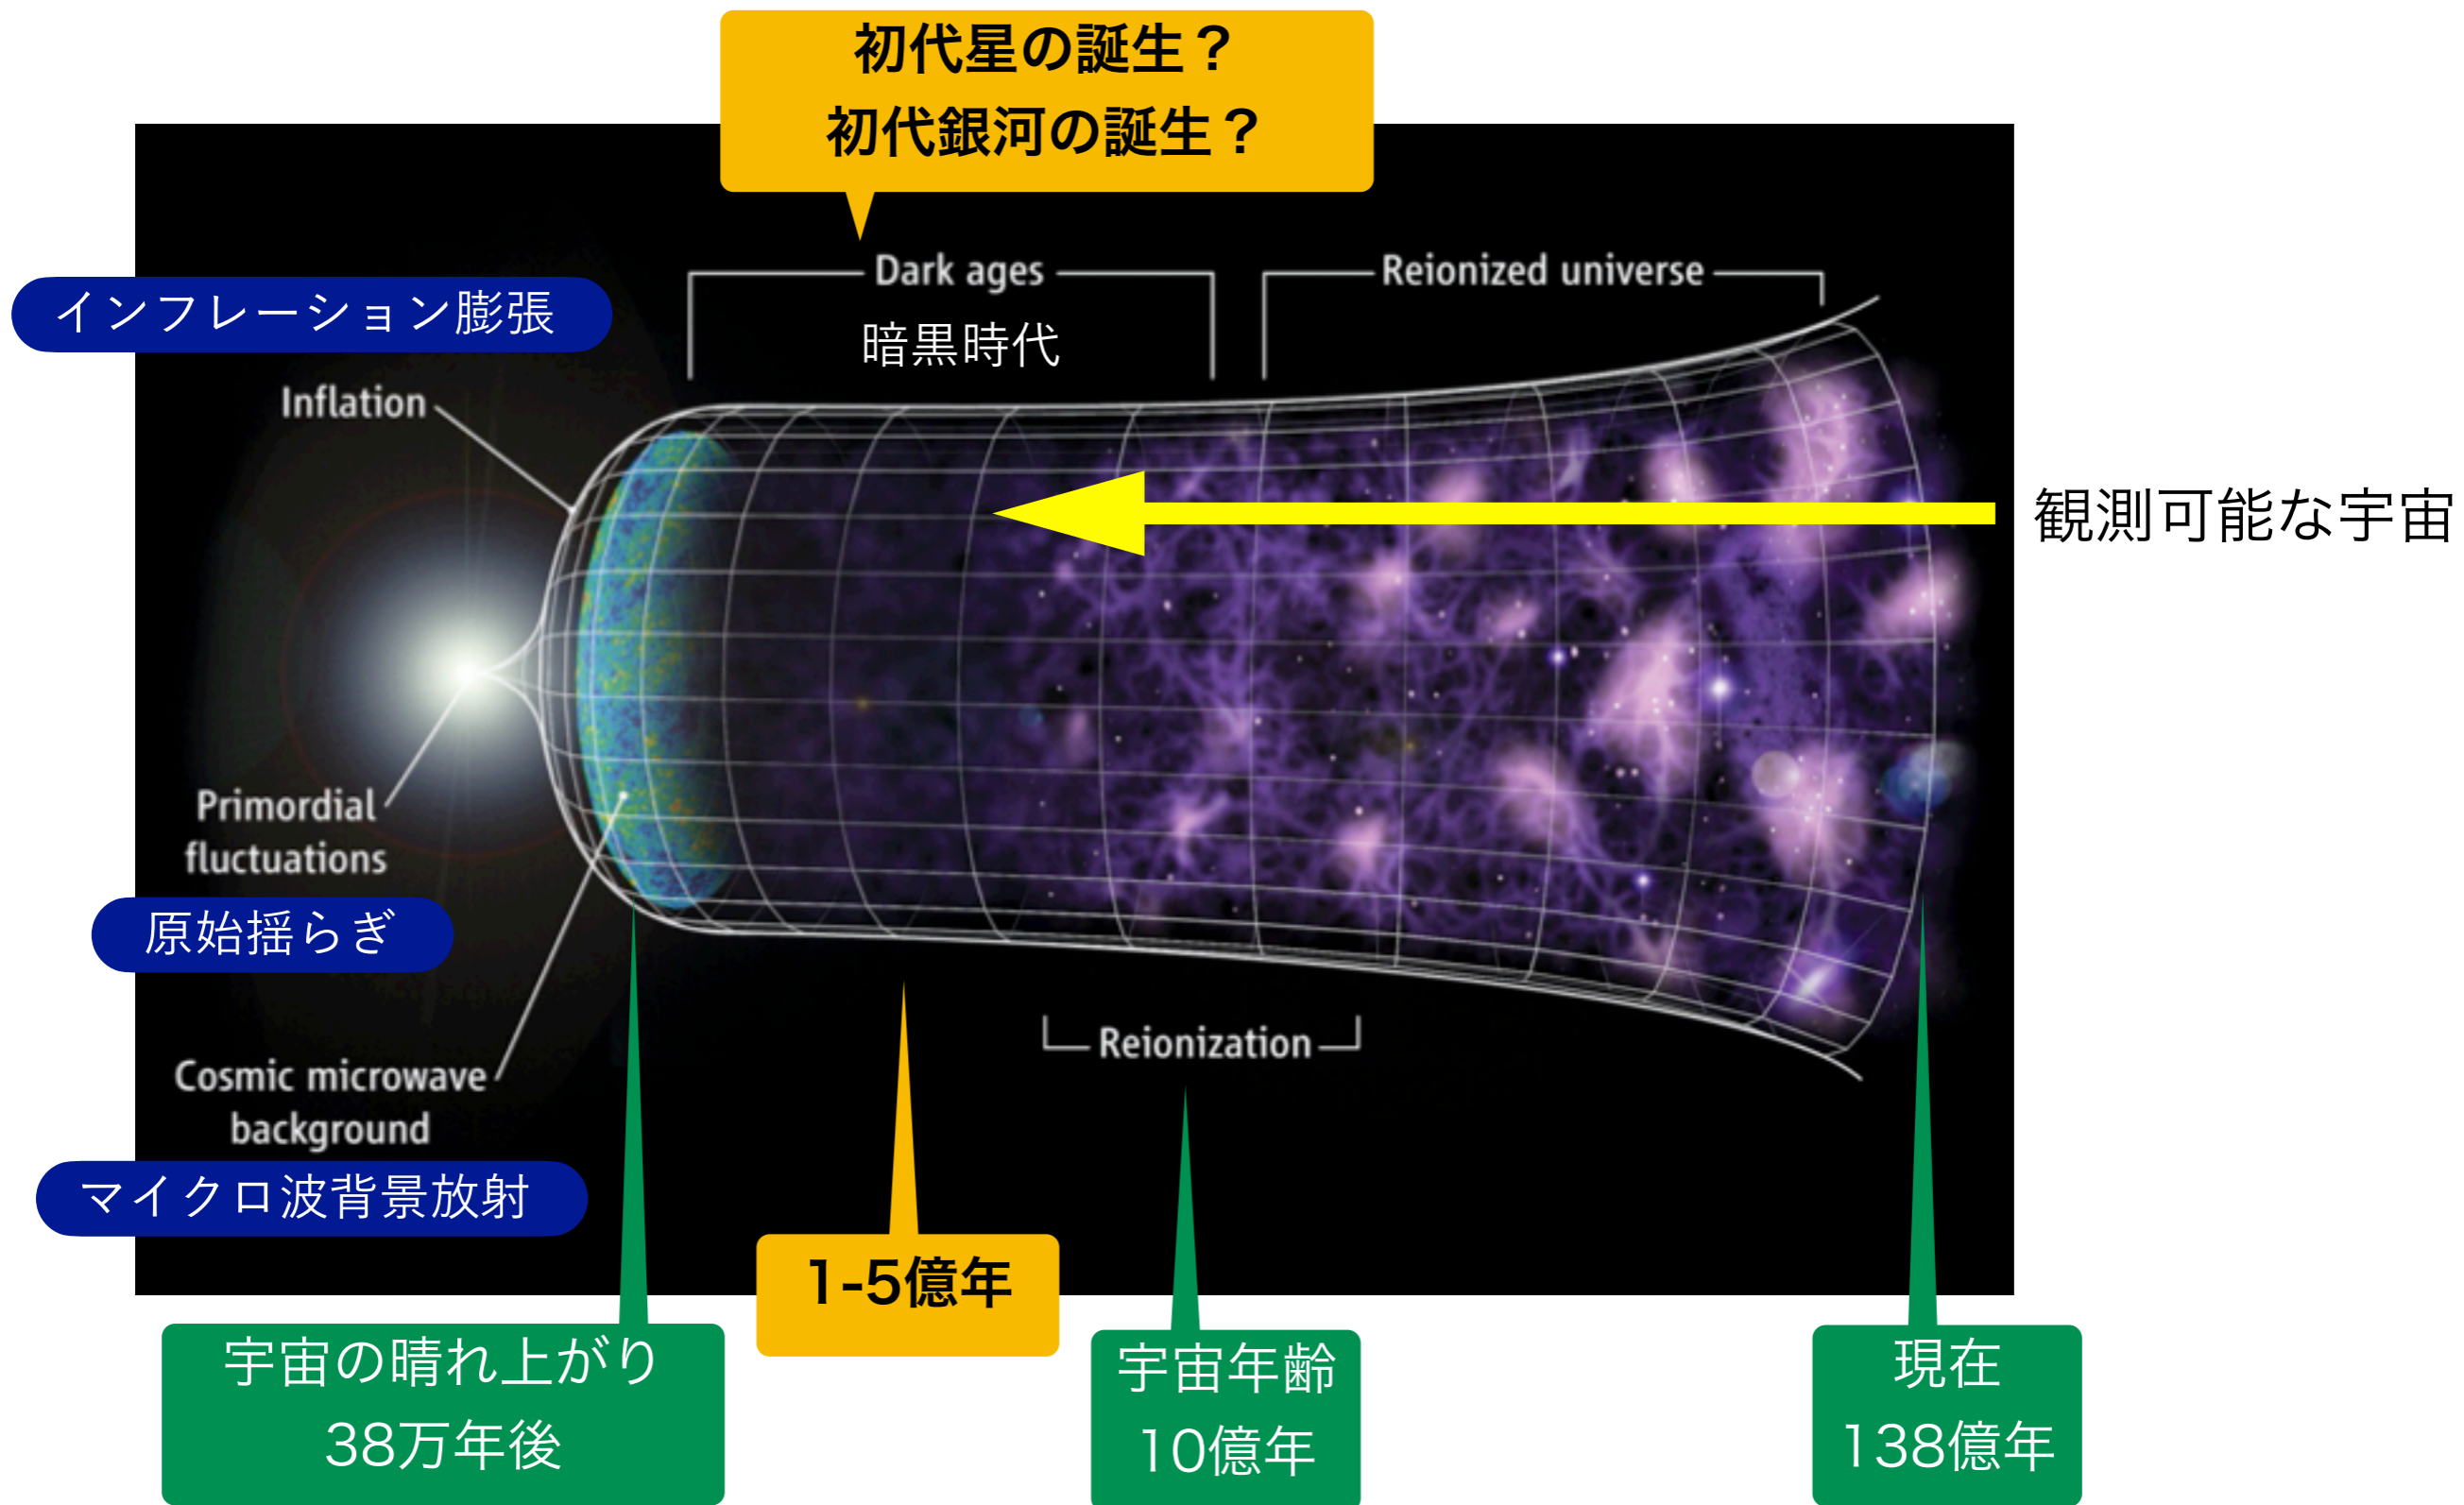 初代星の誕生？
初代銀河の誕生？
Dark ages
暗黒時代
Reionized universe
インフレーション膨張
Inflation
観測可能な宇宙
Primordial
fluctuations
原始揺らぎ
Cosmic microwave
background
マイクロ波背景放射
Reionization
1-5億年
宇宙の晴れ上がり
38万年後
宇宙年齢
10億年
現在
138億年